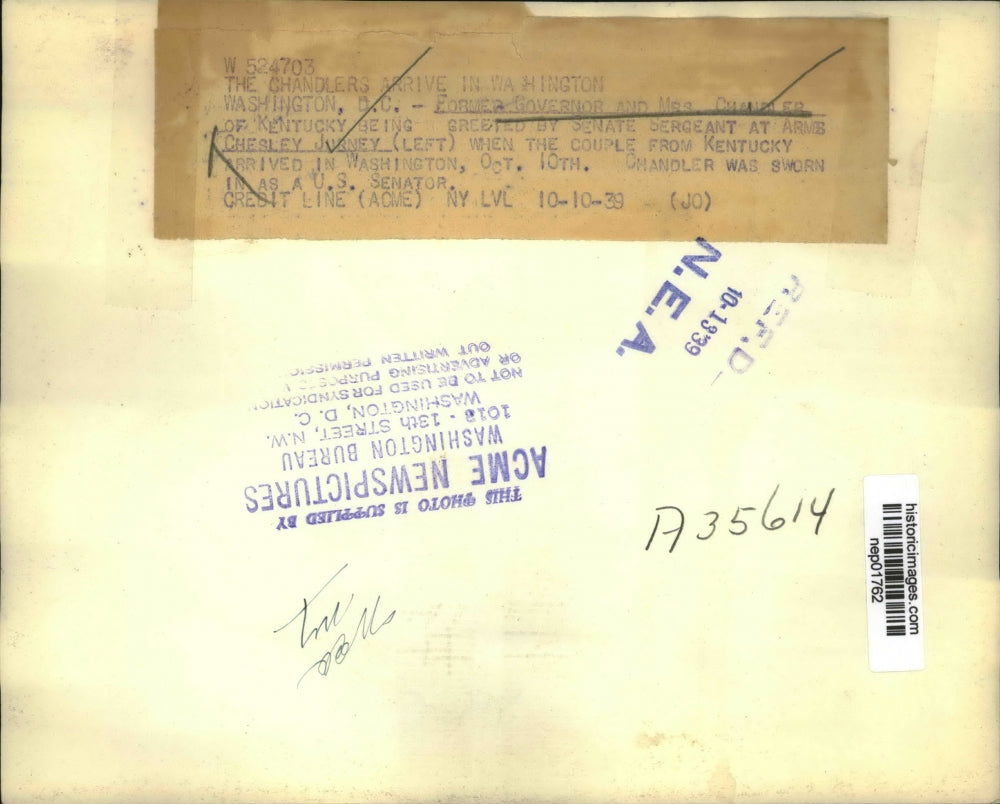 W 524703
THE CHANDLERS ARRIVE IN WASHINGTON
WASHINGTON, D.C. - FORMER GOVERNOR AND MRS. CHANDLER
OF KENTUCKY BEING GREETED BY SENATE SERGEANT AT ARMS
CHESLEY JURNEY (LEFT) WHEN THE COUPLE FROM KENTUCKY
ARRIVED IN WASHINGTON, OCT. 10TH. CHANDLER WAS SWORN
IN AS A U.S. SENATOR.
CREDIT LINE (ACME) NY LVL 10-10-39 (JO)
N.E.A.
10-13'39
REF.D
THIS PHOTO IS SUPPLIED BY
ACME NEWSPICTURES
WASHINGTON BUREAU
1013 - 13th STREET, N.W.
WASHINGTON, D. C.
NOT TO BE USED FOR SYNDICATION
OR ADVERTISING PURPOSES
OUT WRITTEN PERMISSIO
A35614
historicimages.com
nep01762